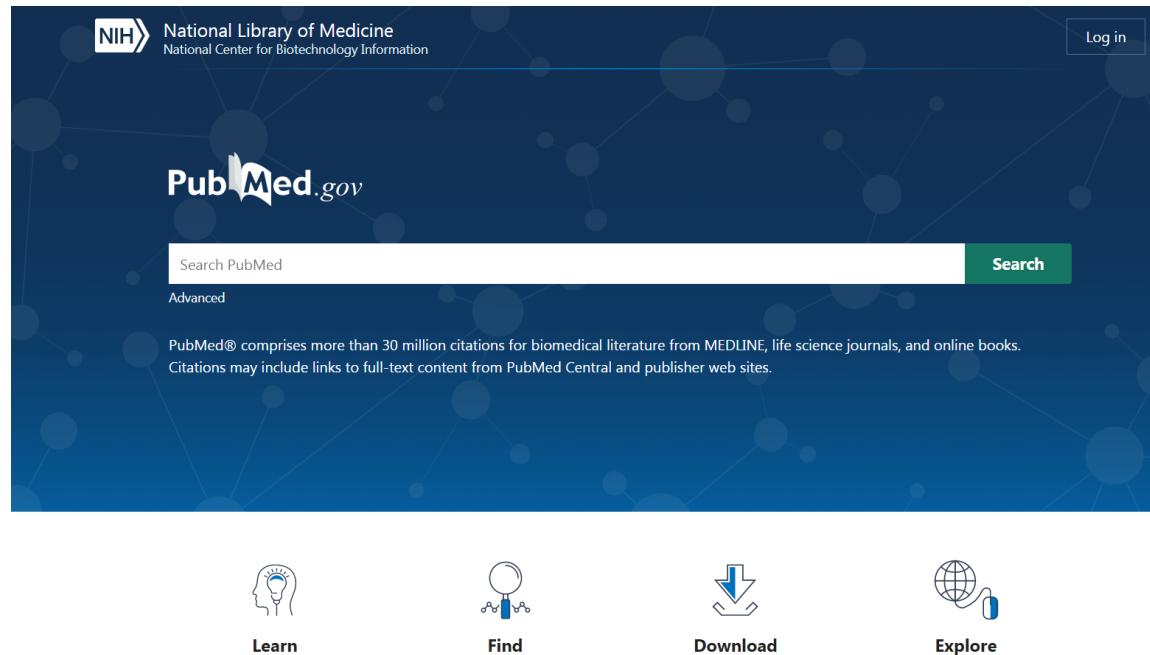 NIH
National Library of Medicine
National Center for Biotechnology Information
Log in
PubMed.gov
Search PubMed
Search
Advanced
PubMed® comprises more than 30 million citations for biomedical literature from MEDLINE, life science journals, and online books.
Citations may include links to full-text content from PubMed Central and publisher web sites.
Learn
Find
Download
Explore